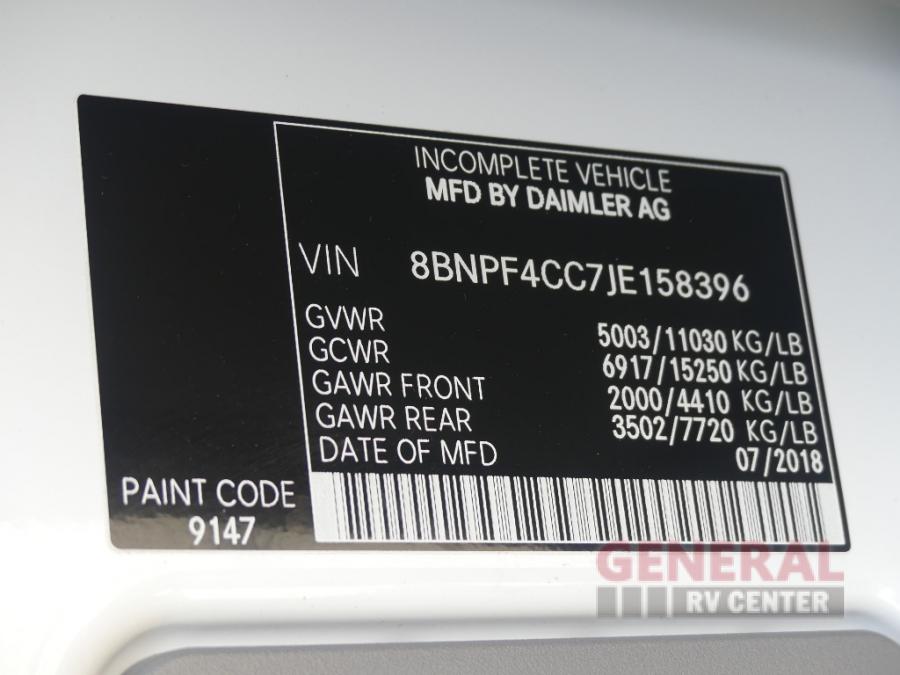 INCOMPLETE VEHICLE
MFD BY DAIMLER AG
VIN 8BNPF4CC7JE158396
GVWR 5003/11030 KG/LB
GCWR 6917/15250 KG/LB
GAWR FRONT 2000/4410 KG/LB
GAWR REAR 3502/7720 KG/LB
DATE OF MFD 07/2018
PAINT CODE
9147
GENERAL
RV CENTER